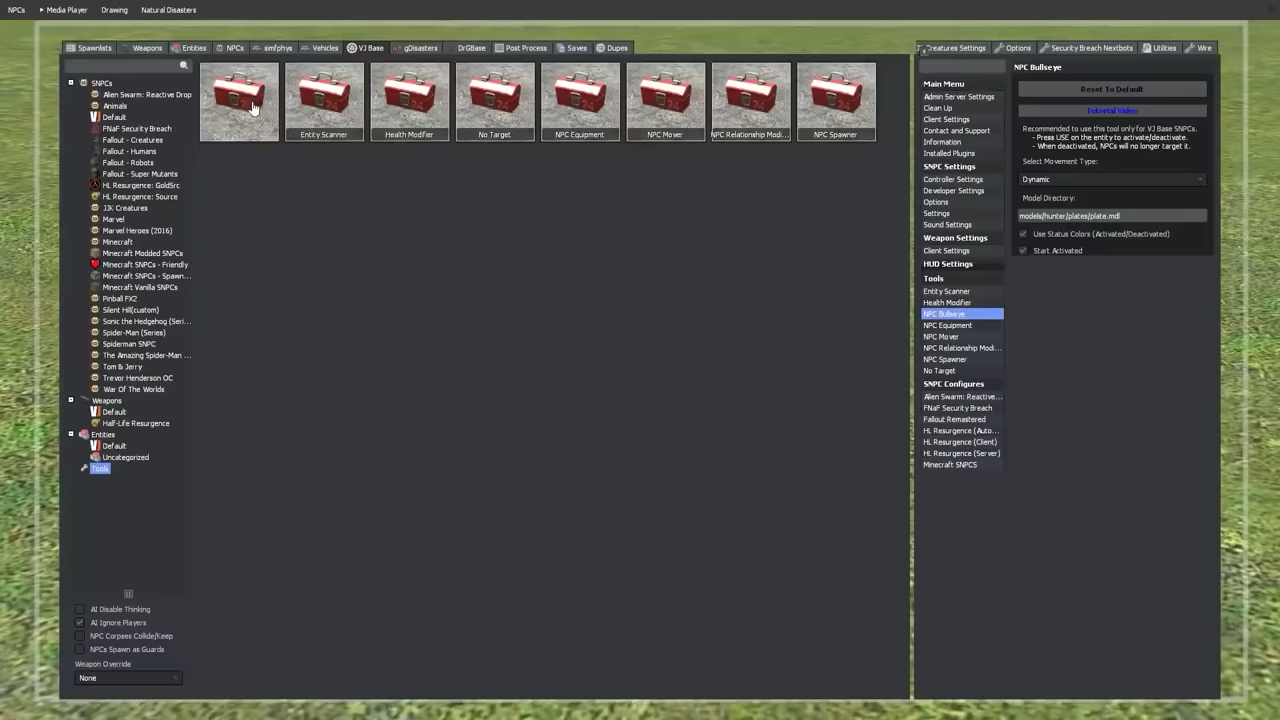 NPCs
Media Player
Drawing
Natural Disasters
Spawnlists
Weapons
Entities
NPCs
simfphys
Vehicles
VJ Base
gDisasters
DrGBase
Post Process
Saves
Dupes
Creatures Settings
Options
Security Breach Nextbots
Utilities
Wire
SNPCs
Alien Swarm: Reactive Drop
Animals
Default
FNaF Security Breach
Fallout - Creatures
Fallout - Humans
Fallout - Robots
Fallout - Super Mutants
HL Resurgence: GoldSrc
HL Resurgence: Source
JJK Creatures
Marvel
Marvel Heroes (2016)
Minecraft
Minecraft Modded SNPCs
Minecraft SNPCs - Friendly
Minecraft SNPCs - Spawn...
Minecraft Vanilla SNPCs
Pinball FX2
Silent Hill(custom)
Sonic the Hedgehog (Seri...
Spider-Man (Series)
Spiderman SNPC
The Amazing Spider-Man ...
Tom & Jerry
Trevor Henderson OC
War Of The Worlds
Weapons
Default
Half-Life Resurgence
Entities
Default
Uncategorized
Tools
AI Disable Thinking
AI Ignore Players
NPC Corpses Collide/Keep
NPCs Spawn as Guards
Weapon Override
None
Entity Scanner
Health Modifier
No Target
NPC Equipment
NPC Mover
NPC Relationship Modi...
NPC Spawner
Main Menu
Admin Server Settings
Clean Up
Client Settings
Contact and Support
Information
Installed Plugins
SNPC Settings
Controller Settings
Developer Settings
Options
Settings
Sound Settings
Weapon Settings
Client Settings
HUD Settings
Tools
Entity Scanner
Health Modifier
NPC Bullseye
NPC Equipment
NPC Mover
NPC Relationship Modi...
NPC Spawner
No Target
SNPC Configures
Alien Swarm: Reactive...
FNaF Security Breach
Fallout Remastered
HL Resurgence (Auto...
HL Resurgence (Client)
HL Resurgence (Server)
Minecraft SNPCS
NPC Bullseye
Reset To Default
Tutorial Video
Recommended to use this tool only for VJ Base SNPCs.
- Press USE on the entity to activate/deactivate.
- When deactivated, NPCs will no longer target it.
Select Movement Type:
Dynamic
Model Directory:
models/hunter/plates/plate.mdl
Use Status Colors (Activated/Deactivated)
Start Activated